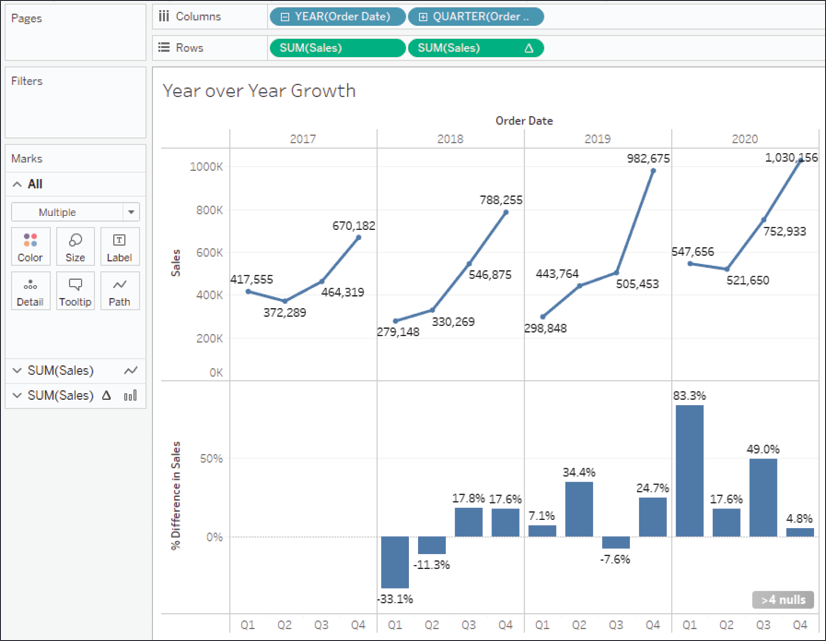 Pages
Columns
YEAR(Order Date)
QUARTER(Order ..
Rows
SUM(Sales)
SUM(Sales) Δ
Filters
Marks
All
Multiple
Color
Size
Label
Detail
Tooltip
Path
SUM(Sales)
SUM(Sales) Δ
Year over Year Growth
Order Date
2017
2018
2019
2020
Sales
1000K
800K
600K
400K
200K
0K
417,555
372,289
464,319
670,182
279,148
330,269
546,875
788,255
298,848
443,764
505,453
982,675
547,656
521,650
752,933
1,030,156
% Difference in Sales
50%
0%
-33.1%
-11.3%
17.8%
17.6%
7.1%
34.4%
-7.6%
24.7%
83.3%
17.6%
49.0%
4.8%
>4 nulls
Q1 Q2 Q3 Q4 Q1 Q2 Q3 Q4 Q1 Q2 Q3 Q4 Q1 Q2 Q3 Q4